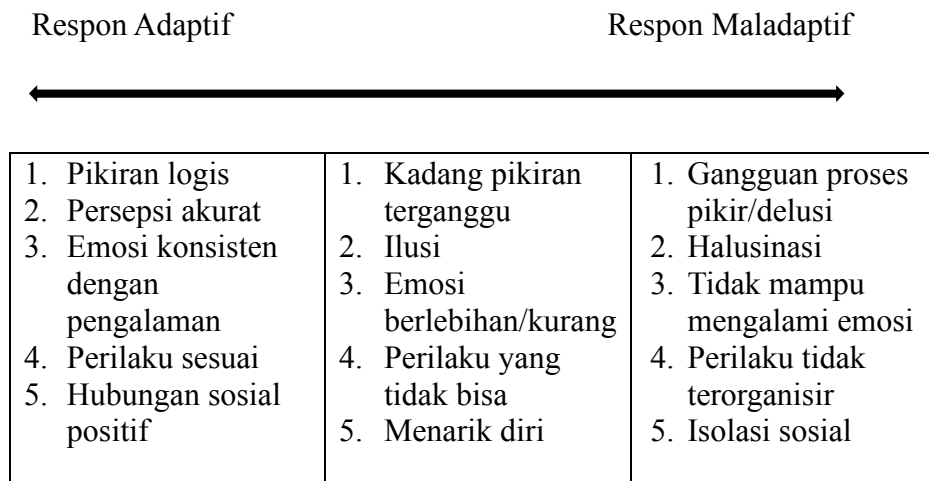 Respon Adaptif Respon Maladaptif
1. Pikiran logis
2. Persepsi akurat
3. Emosi konsisten
dengan
pengalaman
4. Perilaku sesuai
5. Hubungan sosial
positif
1. Kadang pikiran
terganggu
2. Ilusi
3. Emosi
berlebihan/kurang
4. Perilaku yang
tidak bisa
5. Menarik diri
1. Gangguan proses
pikir/delusi
2. Halusinasi
3. Tidak mampu
mengalami emosi
4. Perilaku tidak
terorganisir
5. Isolasi sosial